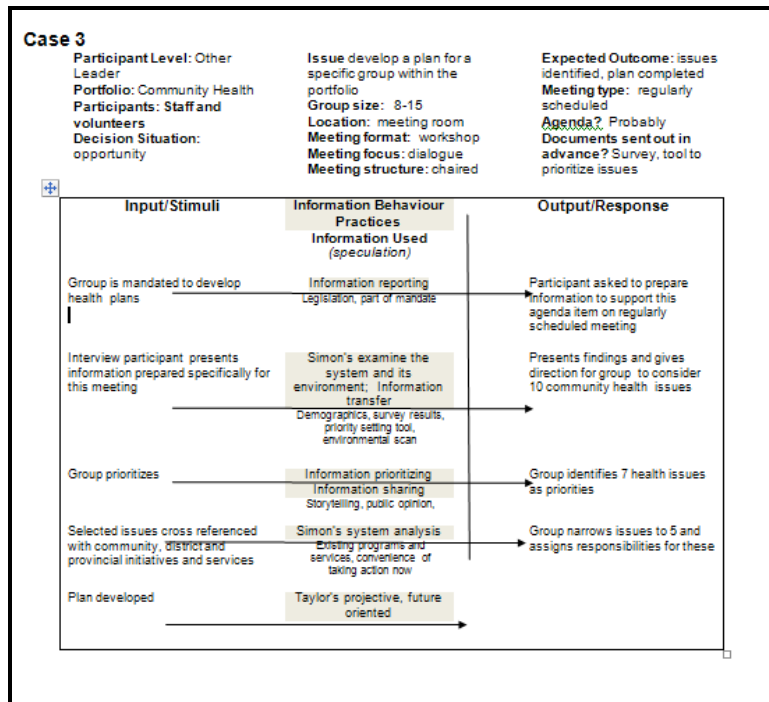 Case 3
Participant Level: Other
Leader
Portfolio: Community Health
Participants: Staff and
volunteers
Decision Situation:
opportunity
Issue develop a plan for a
specific group within the
portfolio
Group size: 8-15
Location: meeting room
Meeting format: workshop
Meeting focus: dialogue
Meeting structure: chaired
Expected Outcome: issues
identified, plan completed
Meeting type: regularly
scheduled
Agenda? Probably
Documents sent out in
advance? Survey, tool to
prioritize issues
Input/Stimuli
Information Behaviour
Practices
Information Used
(speculation)
Output/Response
Grroup is mandated to develop
health plans
Information reporting
Legislation, part of mandate
Participant asked to prepare
information to support this
agenda item on regularly
scheduled meeting
Interview participant presents
information prepared specifically for
this meeting
Simon's examine the
system and its
environment; Information
transfer
Demographics, survey results,
priority setting tool,
environmental scan
Presents findings and gives
direction for group to consider
10 community health issues
Group prioritizes
Information prioritizing
Information sharing
Storytelling, public opinion,
Group identifies 7 health issues
as priorities
Selected issues cross referenced
with community, district and
provincial initiatives and services
Simon's system analysis
Existing programs and
services, convenience of
taking action now
Group narrows issues to 5 and
assigns responsibilities for these
Plan developed
Taylor's projective, future
oriented